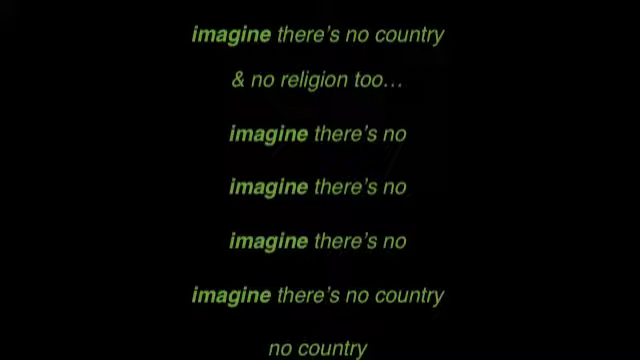 imagine there's no country
& no religion too...
imagine there's no
imagine there's no
imagine there's no
imagine there's no country
no country